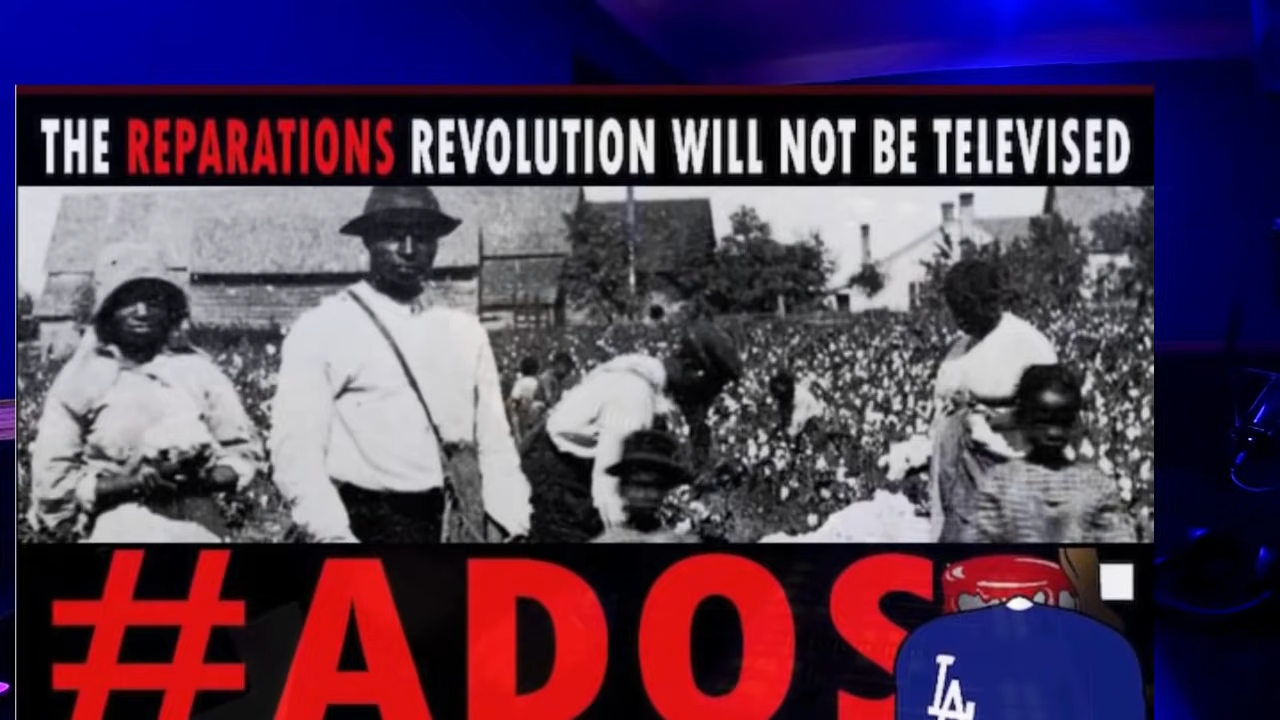 THE REPARATIONS REVOLUTION WILL NOT BE TELEVISED
#ADOS
LA